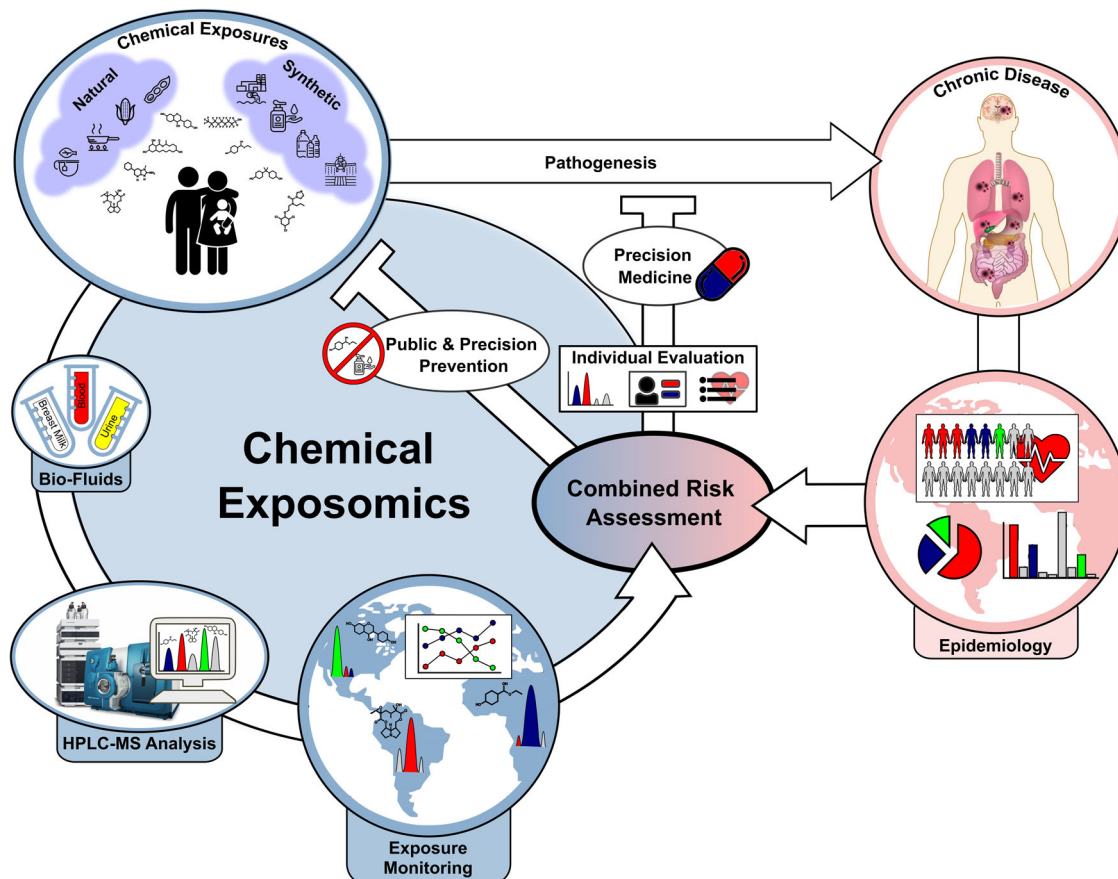 Chemical Exposures
Natural
Synthetic
Chronic Disease
Pathogenesis
Precision
Medicine
Public & Precision
Prevention
Individual Evaluation
Breast Milk
Blood
Urine
Bio-Fluids
Chemical
Exposomics
Combined Risk
Assessment
HPLC-MS Analysis
Exposure
Monitoring
Epidemiology